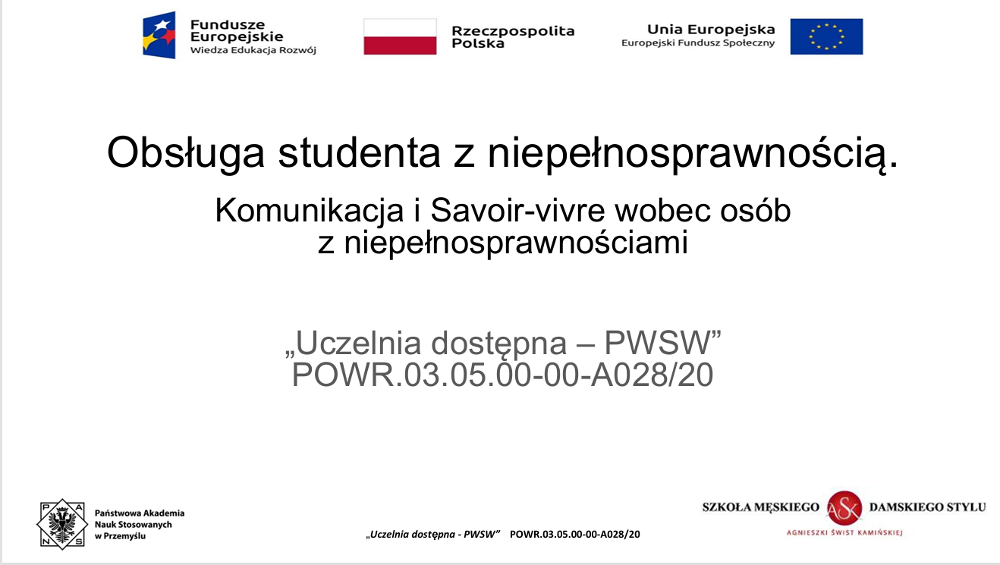 Fundusze
Europejskie
Wiedza Edukacja Rozwój
Rzeczpospolita
Polska
Unia Europejska
Europejski Fundusz Społeczny
Obsługa studenta z niepełnosprawnością.
Komunikacja i Savoir-vivre wobec osób
z niepełnosprawnościami
„Uczelnia dostępna – PWSW”
POWR.03.05.00-00-A028/20
P A
N S
Państwowa Akademia
Nauk Stosowanych
w Przemyślu
„Uczelnia dostępna - PWSW” POWR.03.05.00-00-A028/20
SZKOŁA MĘSKIEGO ASK DAMSKIEGO STYLU
AGNIESZKI ŚWIST KAMIŃSKIEJ